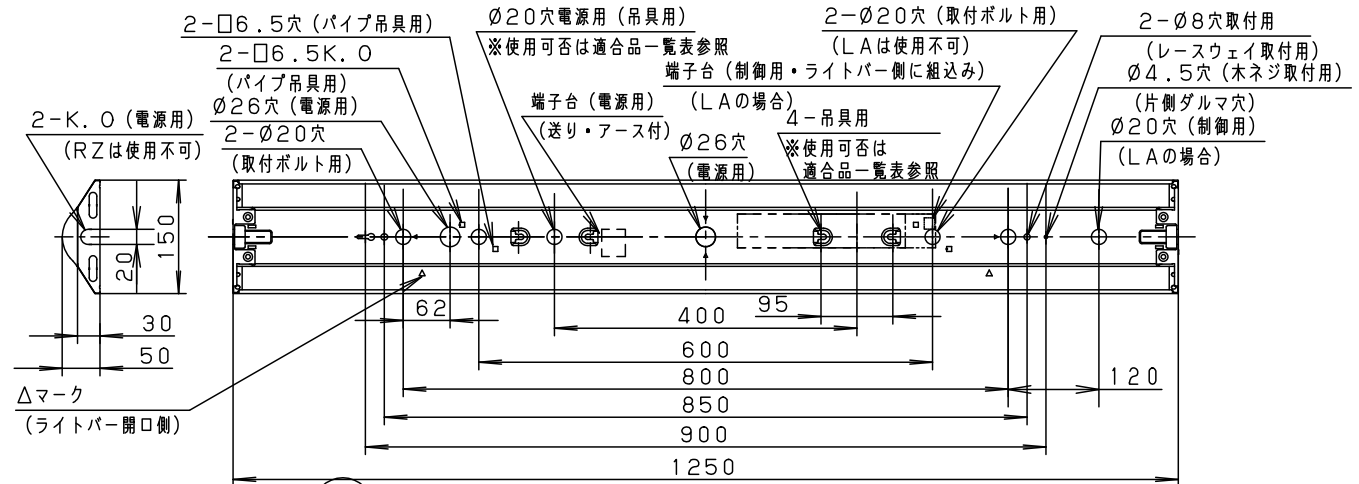 2-□6.5穴(パイプ吊具用)
2-□6.5K.O
(パイプ吊具用)
Ø26穴(電源用)
2-Ø20穴
(取付ボルト用)
2-K.O(電源用)
(RZは使用不可)
Ø20穴電源用(吊具用)
※使用可否は適合品一覧表参照
端子台(電源用)
(送り・アース付)
Ø26穴
(電源用)
2-Ø20穴(取付ボルト用)
(LAは使用不可)
端子台(制御用・ライトバー側に組込み)
(LAの場合)
4-吊具用
※使用可否は
適合品一覧表参照
2-Ø8穴取付用
(レースウェイ取付用)
Ø4.5穴(木ネジ取付用)
(片側ダルマ穴)
Ø20穴(制御用)
(LAの場合)
20
150
30
50
△マーク
(ライトバー開口側)
62
400
95
600
800
120
850
900
1250